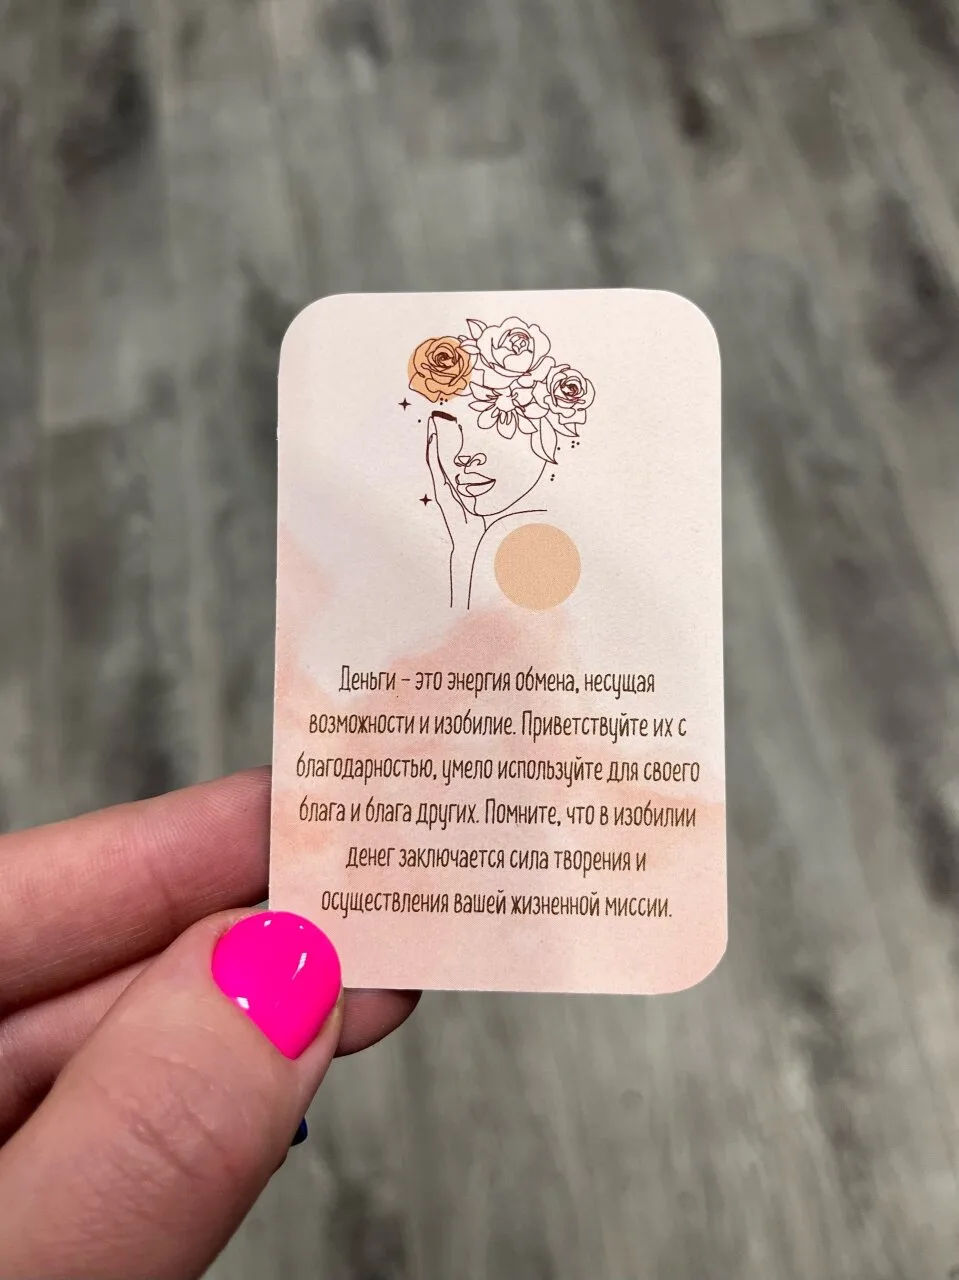 Деньги – это энергия обмена, несущая
возможности и изобилие. Приветствуйте их с
благодарностью, умело используйте для своего
блага и блага других. Помните, что в изобилии
денег заключается сила творения и
осуществления вашей жизненной миссии.